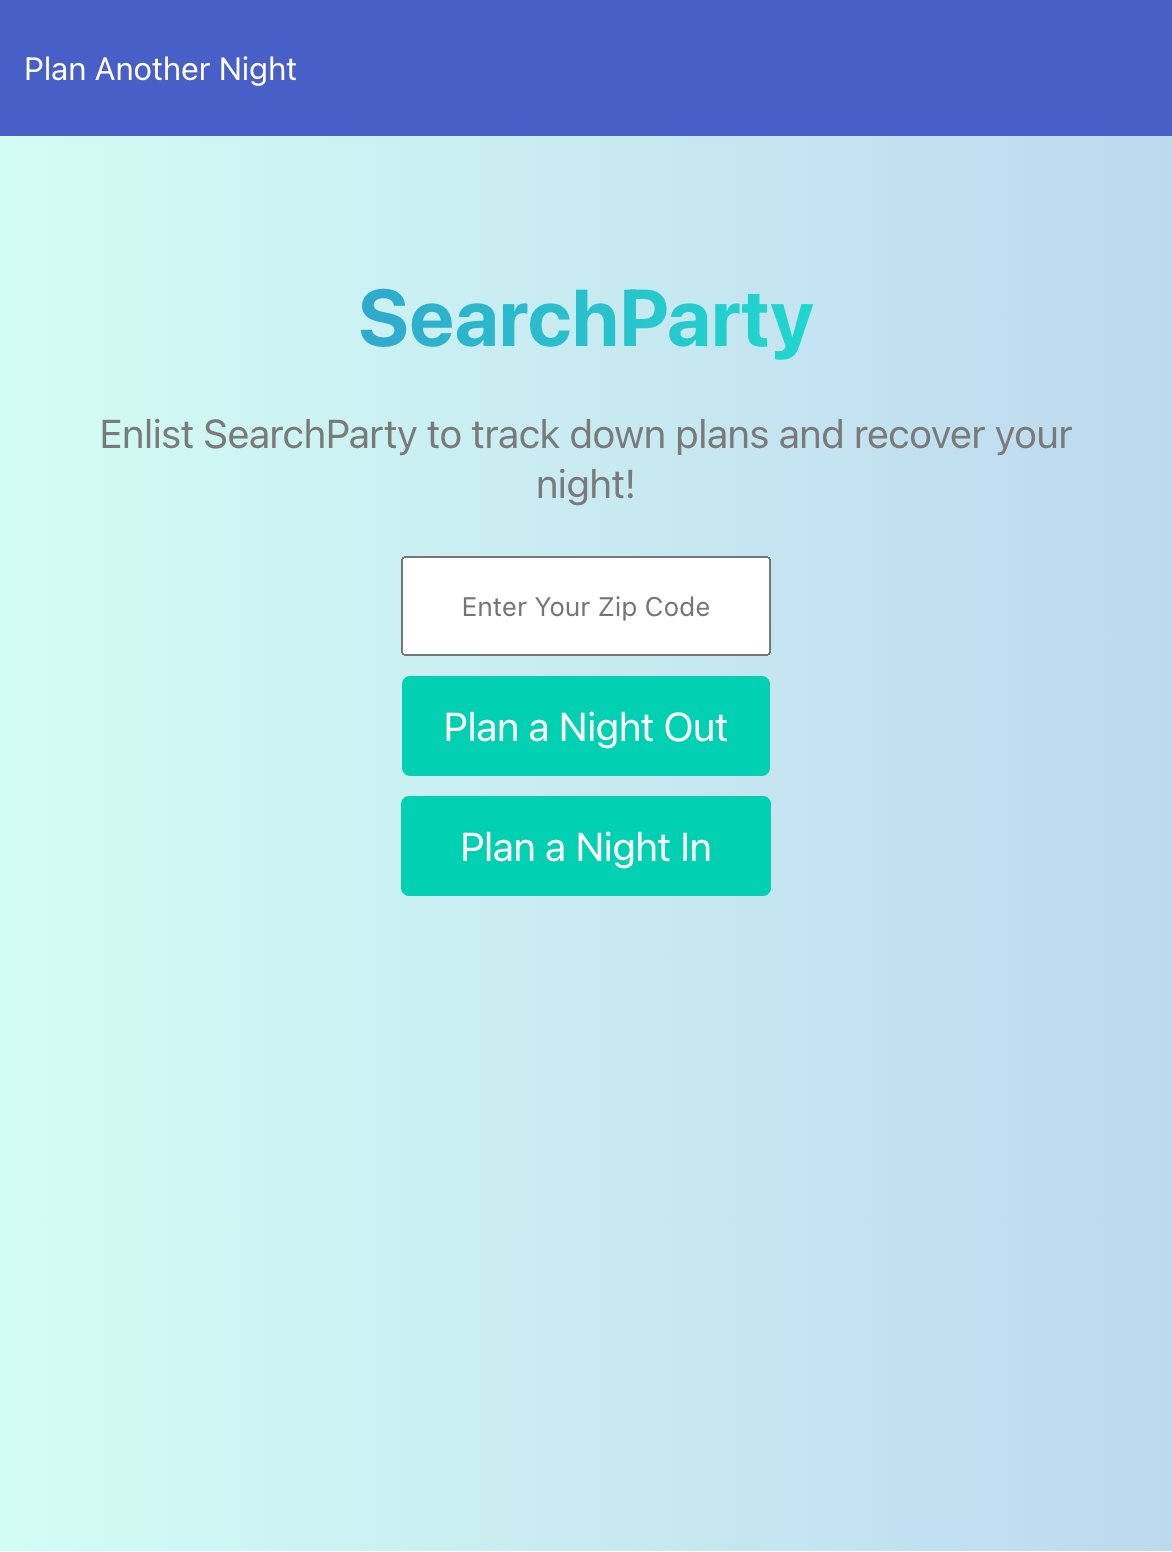 Plan Another Night
SearchParty
Enlist SearchParty to track down plans and recover your
night!
Enter Your Zip Code
Plan a Night Out
Plan a Night In